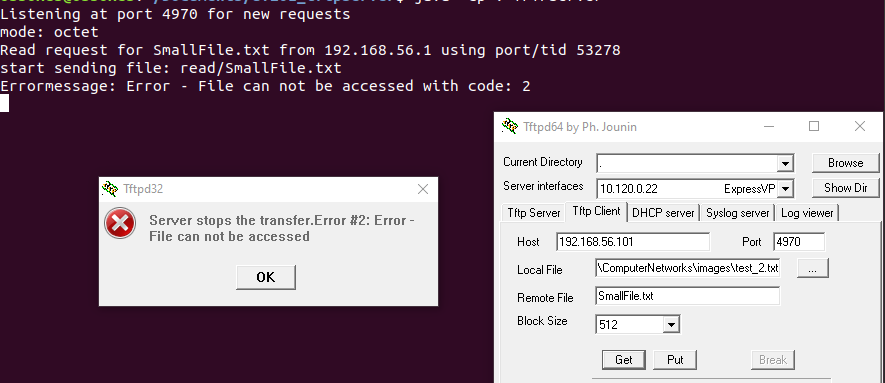 Listening at port 4970 for new requests
mode: octet
Read request for SmallFile.txt from 192.168.56.1 using port/tid 53278
start sending file: read/SmallFile.txt
Errormessage: Error - File can not be accessed with code: 2
Tftpd32
Server stops the transfer.Error #2: Error -
File can not be accessed
OK
Tftpd64 by Ph. Jounin
Current Directory . Browse
Server interfaces 10.120.0.22 ExpressVP Show Dir
Tftp Server Tftp Client DHCP server Syslog server Log viewer
Host 192.168.56.101 Port 4970
Local File \ComputerNetworks\images\test_2.txt ...
Remote File SmallFile.txt
Block Size 512
Get Put Break